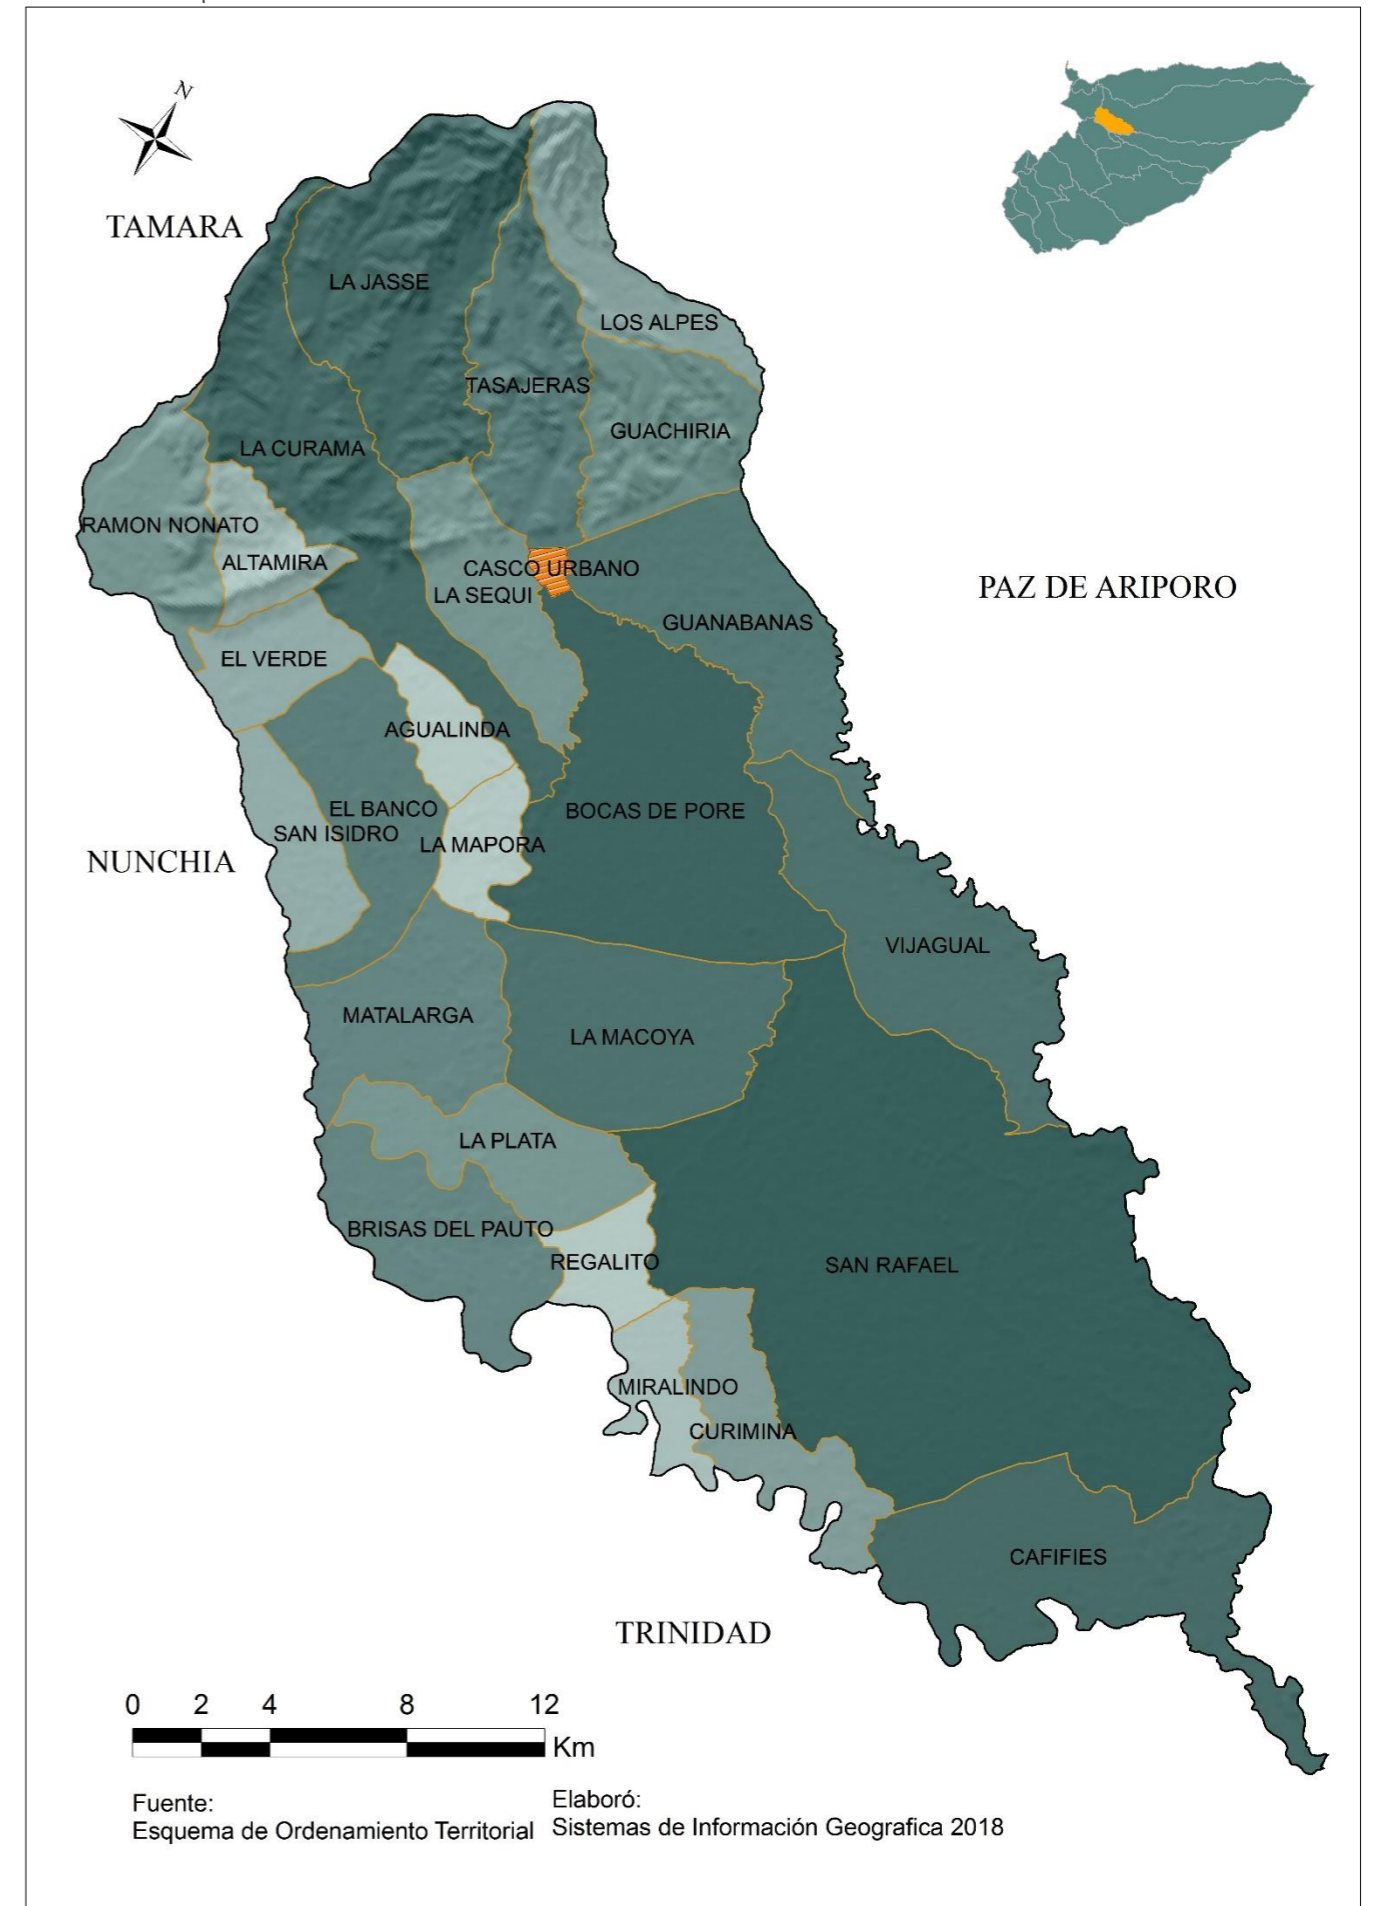 N
TAMARA
LA JASSE
LOS ALPES
TASAJERAS
GUACHIRIA
LA CURAMA
RAMON NONATO
ALTAMIRA
CASCO URBANO
LA SEQUI
PAZ DE ARIPORO
GUANABANAS
EL VERDE
AGUALINDA
EL BANCO
BOCAS DE PORE
SAN ISIDRO
LA MAPORA
NUNCHIA
VIJAGUAL
MATALARGA
LA MACOYA
LA PLATA
BRISAS DEL PAUTO
REGALITO
SAN RAFAEL
MIRALINDO
CURIMINA
CAFIFIES
TRINIDAD
0 2 4 8 12
Km
Fuente:
Esquema de Ordenamiento Territorial
Elaboró:
Sistemas de Información Geografica 2018